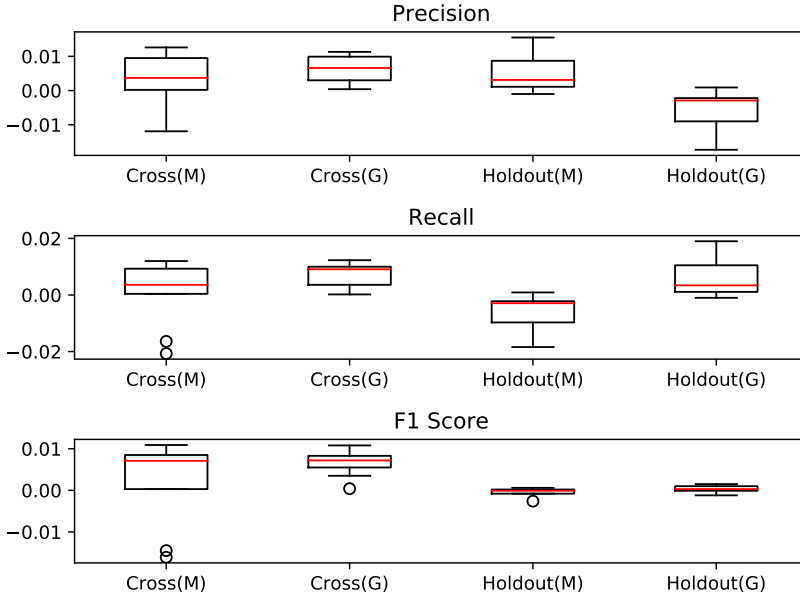 Precision
0.01
0.00
−0.01
Cross(M) Cross(G) Holdout(M) Holdout(G)
Recall
0.02
0.00
−0.02
Cross(M) Cross(G) Holdout(M) Holdout(G)
F1 Score
0.01
0.00
−0.01
Cross(M) Cross(G) Holdout(M) Holdout(G)